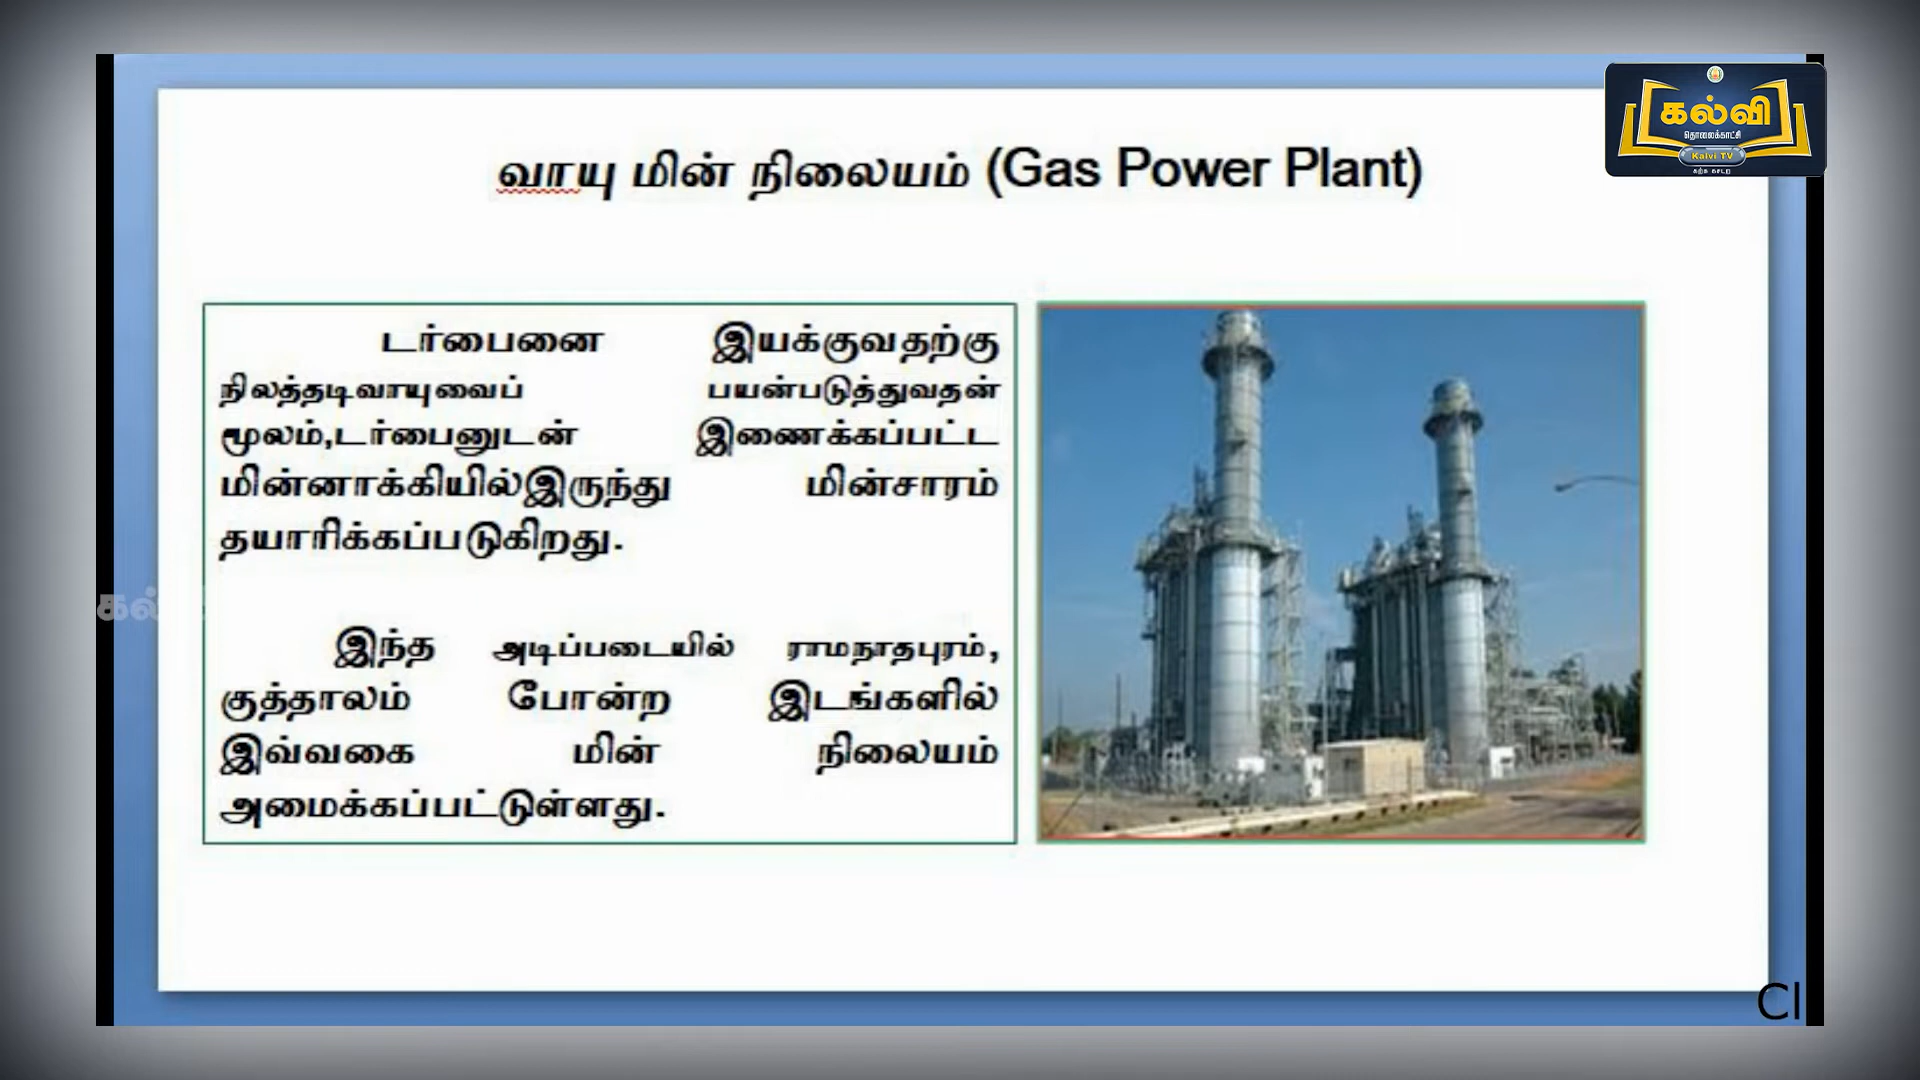 கல்வி
தொலைக்காட்சி
Kalvi TV
கற்க கசடற
வாயு மின் நிலையம் (Gas Power Plant)
டர்பைனை இயக்குவதற்கு
நிலத்தடிவாயுவைப் பயன்படுத்துவதன்
மூலம்,டர்பைனுடன் இணைக்கப்பட்ட
மின்னாக்கியில்இருந்து மின்சாரம்
தயாரிக்கப்படுகிறது.
இந்த அடிப்படையில் ராமநாதபுரம்,
குத்தாலம் போன்ற இடங்களில்
இவ்வகை மின் நிலையம்
அமைக்கப்பட்டுள்ளது.
Cl